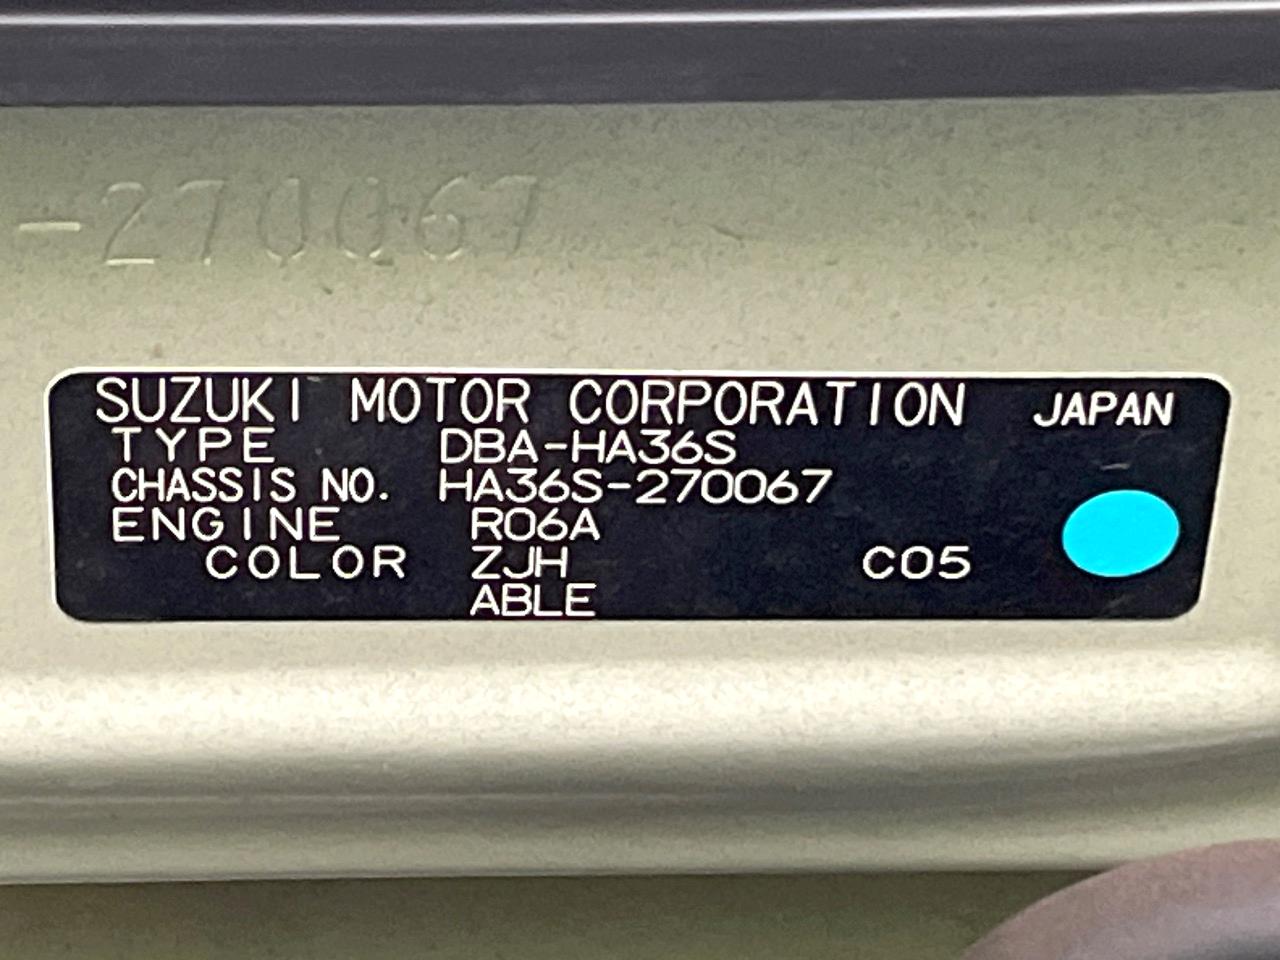 -270067
SUZUKI MOTOR CORPORATION JAPAN
TYPE DBA-HA36S
CHASSIS NO. HA36S-270067
ENGINE R06A
COLOR ZJH C05
ABLE